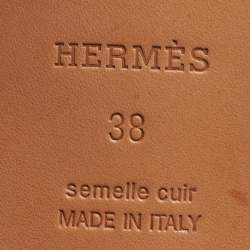 HERMÈS
38
semelle cuir
MADE IN ITALY